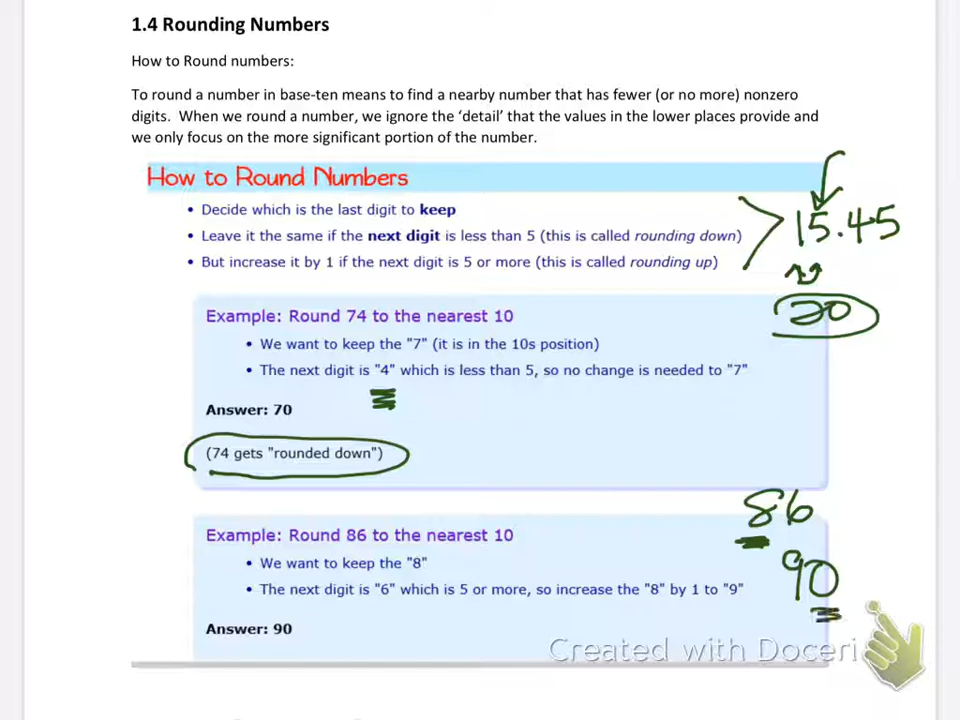 1.4 Rounding Numbers
How to Round numbers:
To round a number in base-ten means to find a nearby number that has fewer (or no more) nonzero
digits. When we round a number, we ignore the ‘detail’ that the values in the lower places provide and
we only focus on the more significant portion of the number.
How to Round Numbers
• Decide which is the last digit to keep
• Leave it the same if the next digit is less than 5 (this is called rounding down)
• But increase it by 1 if the next digit is 5 or more (this is called rounding up)
15.45
20
Example: Round 74 to the nearest 10
• We want to keep the "7" (it is in the 10s position)
• The next digit is "4" which is less than 5, so no change is needed to "7"
Answer: 70
(74 gets "rounded down")
86
90
Example: Round 86 to the nearest 10
• We want to keep the "8"
• The next digit is "6" which is 5 or more, so increase the "8" by 1 to "9"
Answer: 90
Created with Doceri